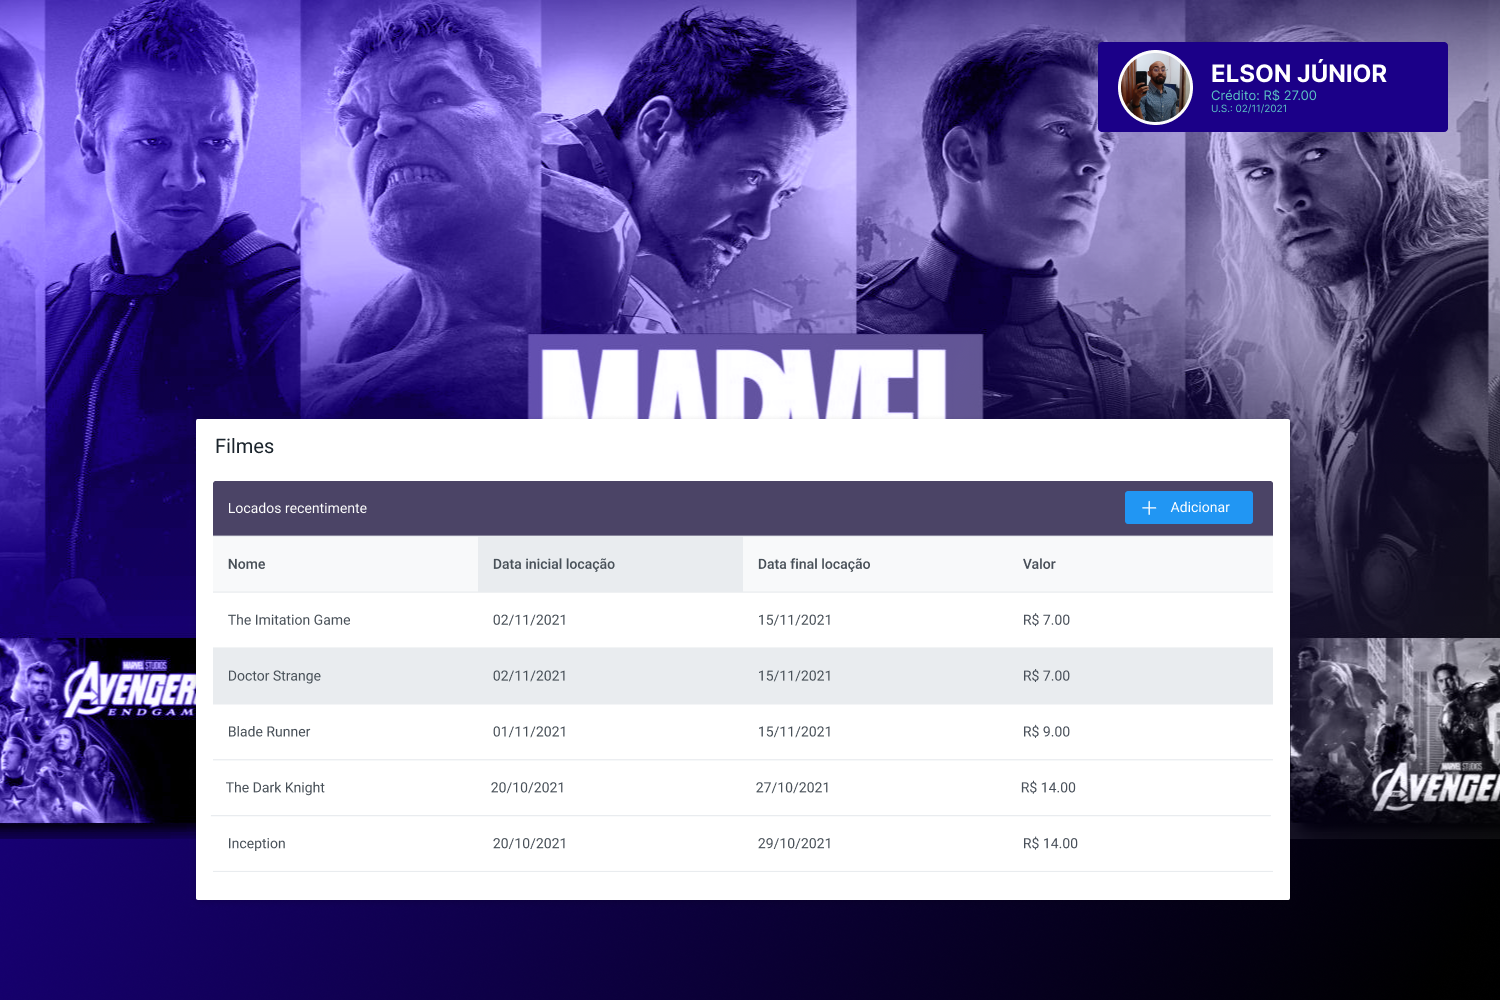 ELSON JÚNIOR
Crédito: R$ 27.00
U.S.: 02/11/2021
MARVEL
Filmes
Locados recentimente
Adicionar
Nome Data inicial locação Data final locação Valor
The Imitation Game 02/11/2021 15/11/2021 R$ 7.00
Doctor Strange 02/11/2021 15/11/2021 R$ 7.00
Blade Runner 01/11/2021 15/11/2021 R$ 9.00
The Dark Knight 20/10/2021 27/10/2021 R$ 14.00
Inception 20/10/2021 29/10/2021 R$ 14.00
MARVEL STUDIOS
AVENGER
ENDGAM
MARVEL STUDIOS
AVENGE